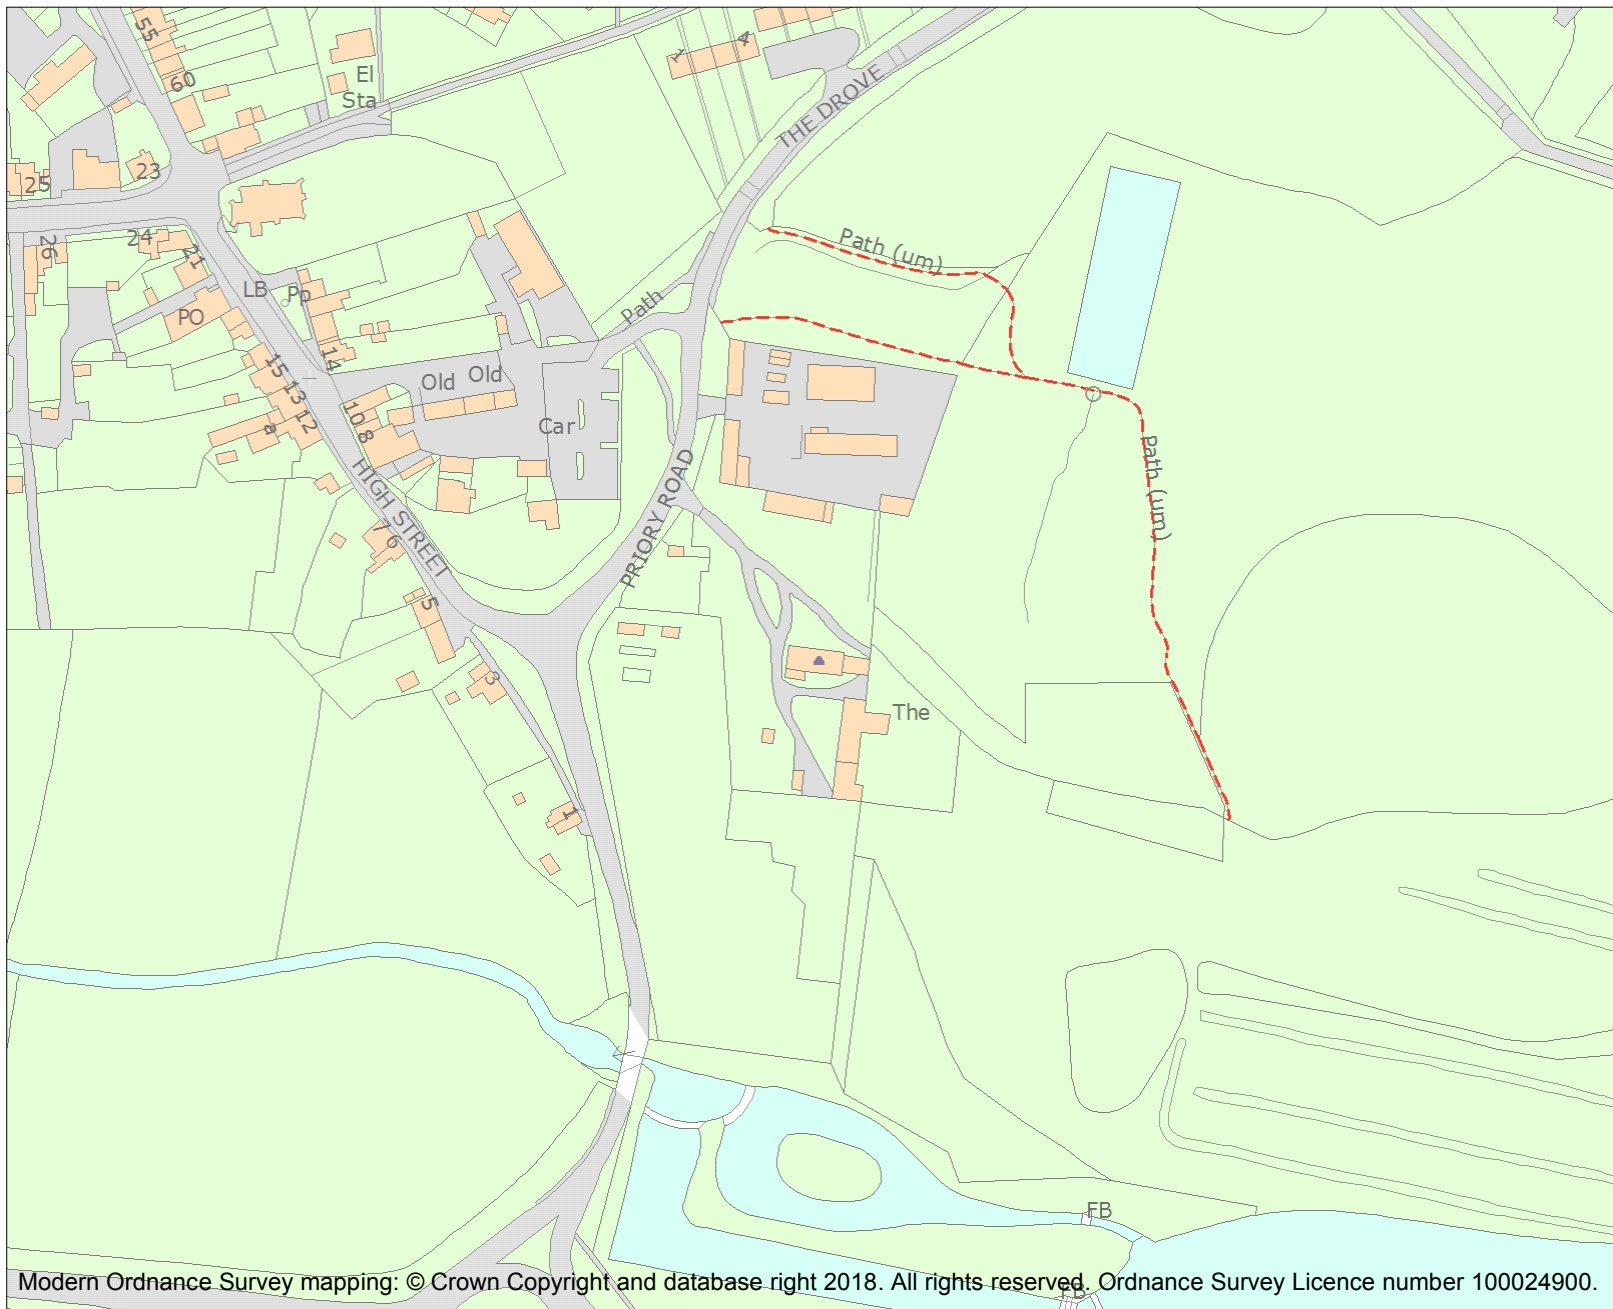 55
4
1
60
El
Sta
THE DROVE
23
25
24
26
21
Path (um)
LB
Pp
PO
Path
14
15
Old Old
13
10
12
8
a
Car
Path (um)
HIGH STREET
PRIORY ROAD
7
6
5
3
The
1
FB
FB
Modern Ordnance Survey mapping: © Crown Copyright and database right 2018. All rights reserved. Ordnance Survey Licence number 100024900.